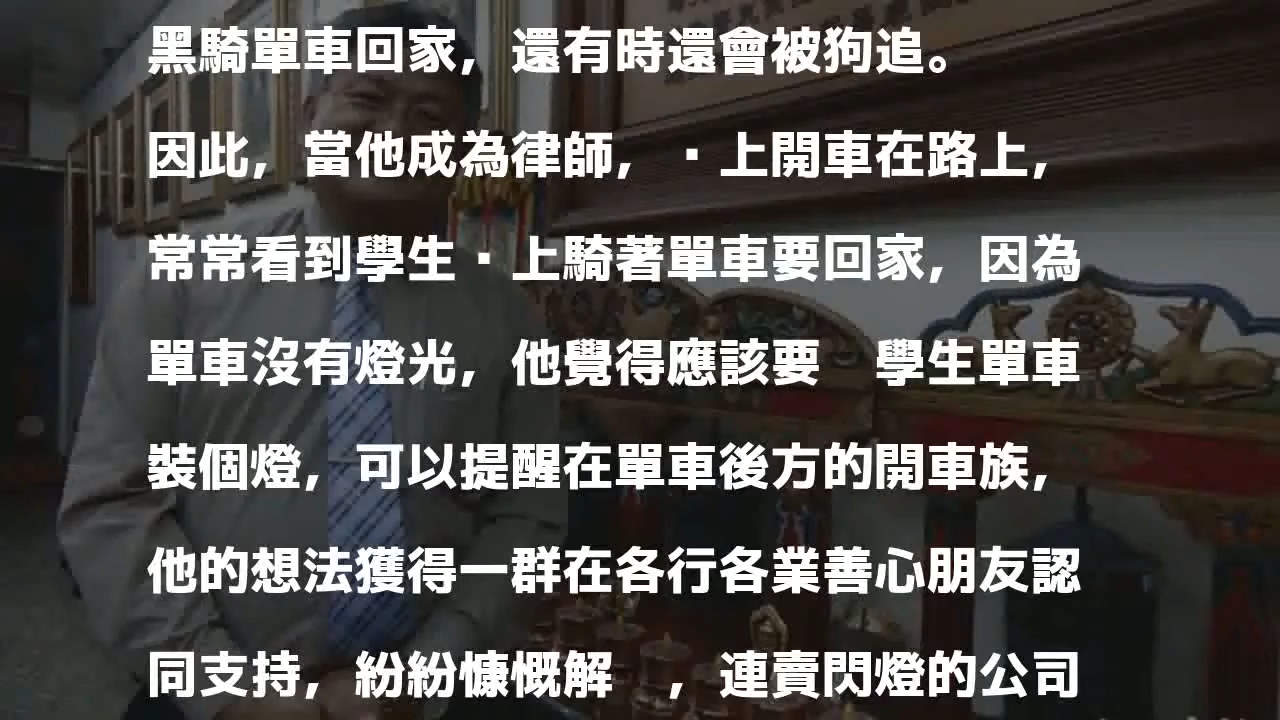 黑騎單車回家，還有時還會被狗追。
因此，當他成為律師，▪上開車在路上，
常常看到學生▪上騎著單車要回家，因為
單車沒有燈光，他覺得應該要　學生單車
裝個燈，可以提醒在單車後方的開車族，
他的想法獲得一群在各行各業善心朋友認
同支持，紛紛慷慨解　，連賣閃燈的公司